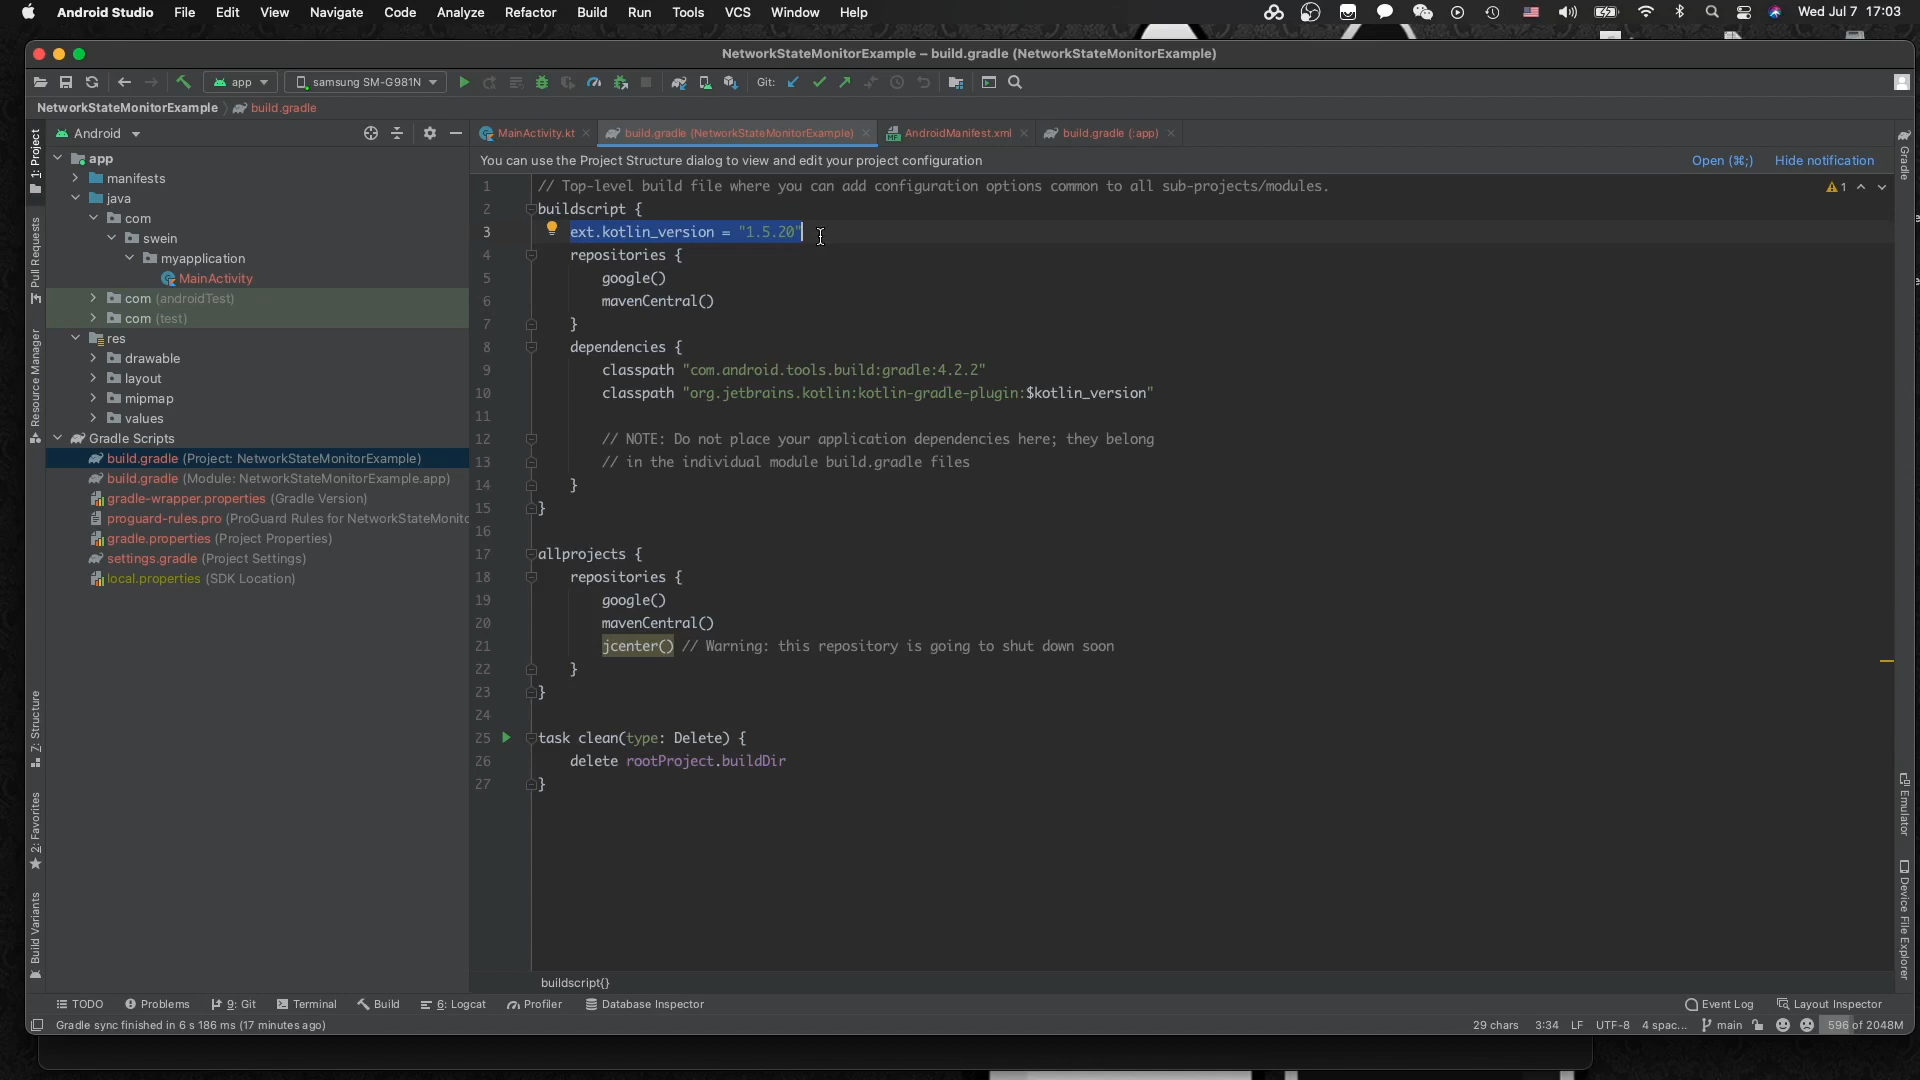 Android Studio File Edit View Navigate Code Analyze Refactor Build Run Tools VCS Window Help Wed Jul 7 17:03
NetworkStateMonitorExample – build.gradle (NetworkStateMonitorExample)
app samsung SM-G981N Git:
NetworkStateMonitorExample build.gradle
Android MainActivity.kt build.gradle (NetworkStateMonitorExample) AndroidManifest.xml build.gradle (:app)
You can use the Project Structure dialog to view and edit your project configuration Open (⌘;) Hide notification
1: Project
Pull Requests
Resource Manager
7: Structure
2: Favorites
Build Variants
app
manifests
java
com
swein
myapplication
MainActivity
com (androidTest)
com (test)
res
drawable
layout
mipmap
values
Gradle Scripts
build.gradle (Project: NetworkStateMonitorExample)
build.gradle (Module: NetworkStateMonitorExample.app)
gradle-wrapper.properties (Gradle Version)
proguard-rules.pro (ProGuard Rules for NetworkStateMonito
gradle.properties (Project Properties)
settings.gradle (Project Settings)
local.properties (SDK Location)
1 // Top-level build file where you can add configuration options common to all sub-projects/modules.
2 buildscript {
3 ext.kotlin_version = "1.5.20"
4 repositories {
5 google()
6 mavenCentral()
7 }
8 dependencies {
9 classpath "com.android.tools.build:gradle:4.2.2"
10 classpath "org.jetbrains.kotlin:kotlin-gradle-plugin:$kotlin_version"
11
12 // NOTE: Do not place your application dependencies here; they belong
13 // in the individual module build.gradle files
14 }
15 }
16
17 allprojects {
18 repositories {
19 google()
20 mavenCentral()
21 jcenter() // Warning: this repository is going to shut down soon
22 }
23 }
24
25 task clean(type: Delete) {
26 delete rootProject.buildDir
27 }
1
Gradle
Emulator
Device File Explorer
buildscript{}
TODO Problems 9: Git Terminal Build 6: Logcat Profiler Database Inspector Event Log Layout Inspector
Gradle sync finished in 6 s 186 ms (17 minutes ago) 29 chars 3:34 LF UTF-8 4 spac... main 596 of 2048M